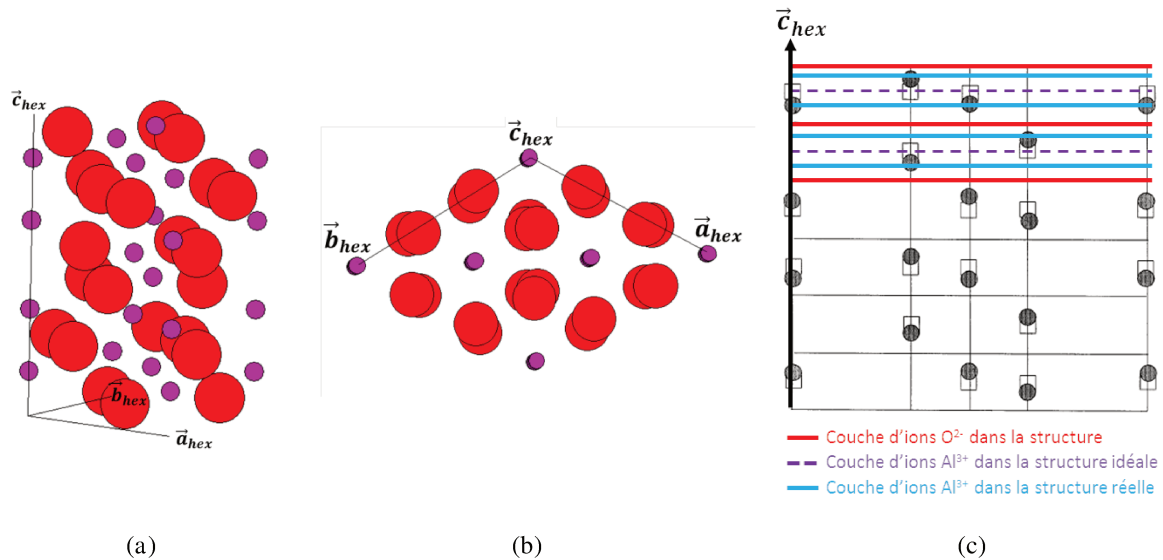 c⃗hex
b⃗hex
a⃗hex
(a)
c⃗hex
b⃗hex
a⃗hex
(b)
c⃗hex
Couche d'ions O²⁻ dans la structure
Couche d'ions Al³⁺ dans la structure idéale
Couche d'ions Al³⁺ dans la structure réelle
(c)